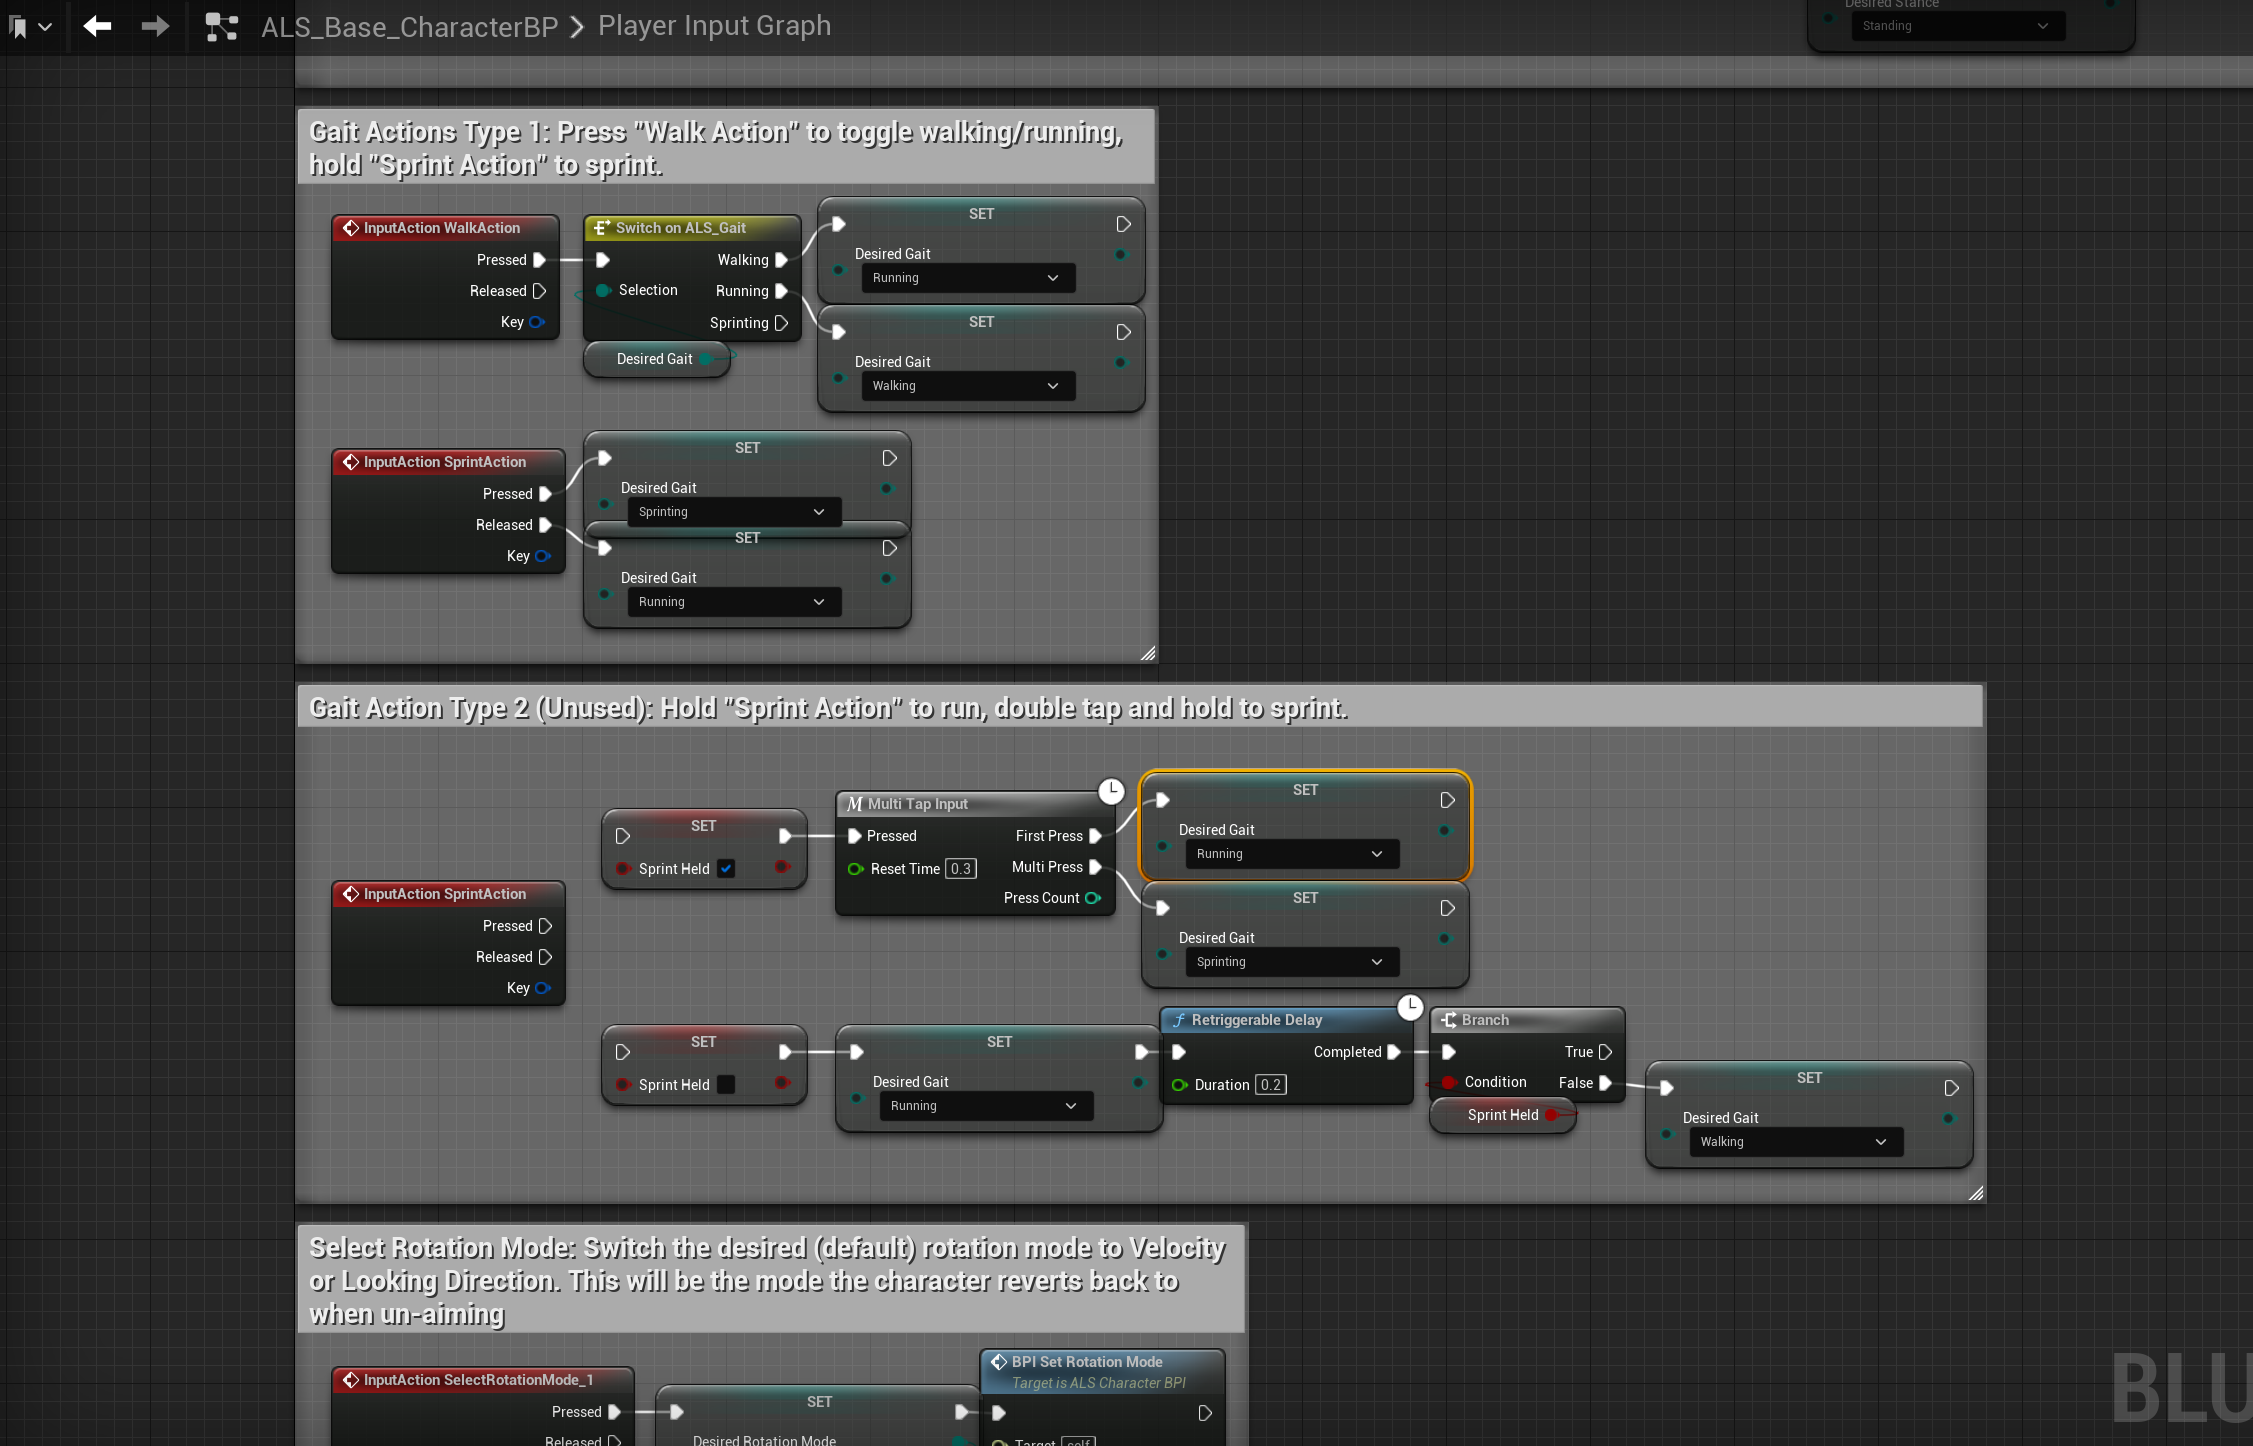 ALS_Base_CharacterBP > Player Input Graph
Desired Stance
Standing
Gait Actions Type 1: Press "Walk Action" to toggle walking/running,
hold "Sprint Action" to sprint.
InputAction WalkAction
Pressed
Released
Key
Switch on ALS_Gait
Walking
Selection
Running
Sprinting
Desired Gait
SET
Desired Gait
Running
SET
Desired Gait
Walking
InputAction SprintAction
Pressed
Released
Key
SET
Desired Gait
Sprinting
SET
Desired Gait
Running
Gait Action Type 2 (Unused): Hold "Sprint Action" to run, double tap and hold to sprint.
InputAction SprintAction
Pressed
Released
Key
SET
Sprint Held
Multi Tap Input
Pressed
First Press
Reset Time 0.3
Multi Press
Press Count
SET
Desired Gait
Running
SET
Desired Gait
Sprinting
SET
Sprint Held
SET
Desired Gait
Running
Retriggerable Delay
Completed
Duration 0.2
Branch
True
Condition
False
Sprint Held
SET
Desired Gait
Walking
Select Rotation Mode: Switch the desired (default) rotation mode to Velocity
or Looking Direction. This will be the mode the character reverts back to
when un-aiming
InputAction SelectRotationMode_1
Pressed
Released
SET
Desired Rotation Mode
BPI Set Rotation Mode
Target is ALS Character BPI
Target self
BLU